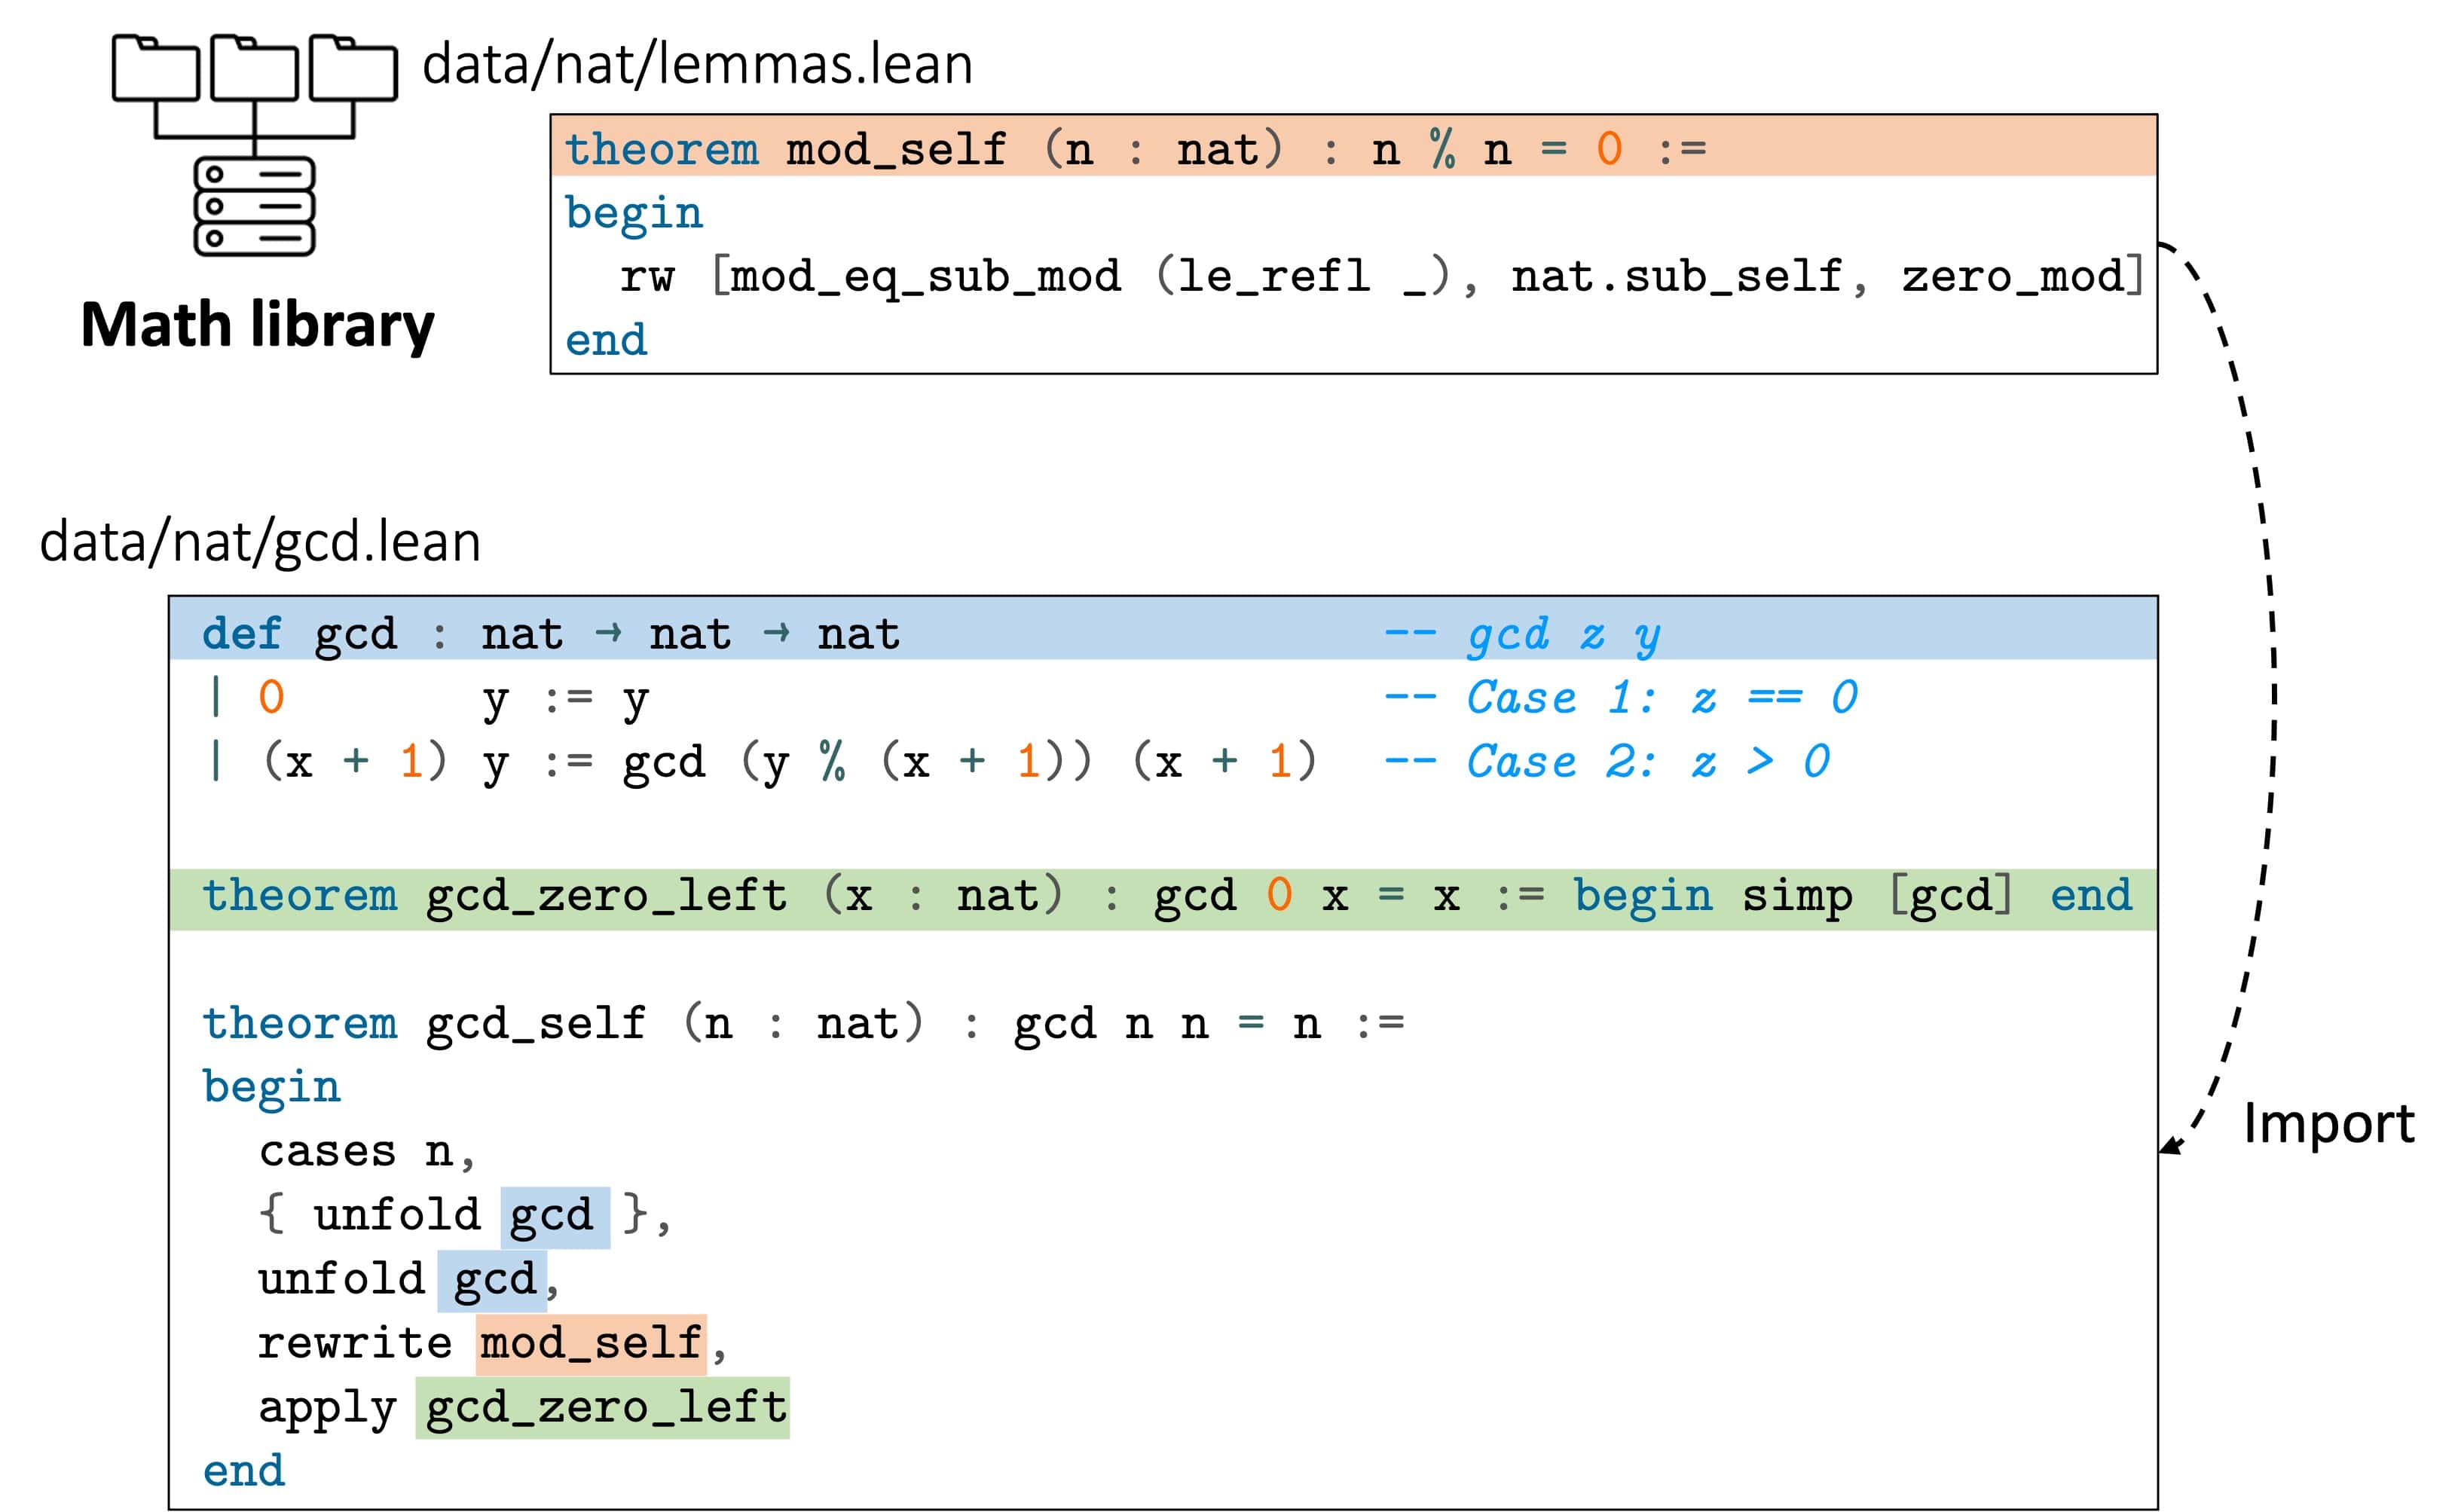 data/nat/lemmas.lean
Math library
theorem mod_self (n : nat) : n % n = 0 :=
begin
  rw [mod_eq_sub_mod (le_refl _), nat.sub_self, zero_mod]
end
data/nat/gcd.lean
def gcd : nat → nat → nat -- gcd z y
| 0 y := y -- Case 1: z == 0
| (x + 1) y := gcd (y % (x + 1)) (x + 1) -- Case 2: z > 0
theorem gcd_zero_left (x : nat) : gcd 0 x = x := begin simp [gcd] end
theorem gcd_self (n : nat) : gcd n n = n :=
begin
  cases n,
  { unfold gcd },
  unfold gcd,
  rewrite mod_self,
  apply gcd_zero_left
end
Import